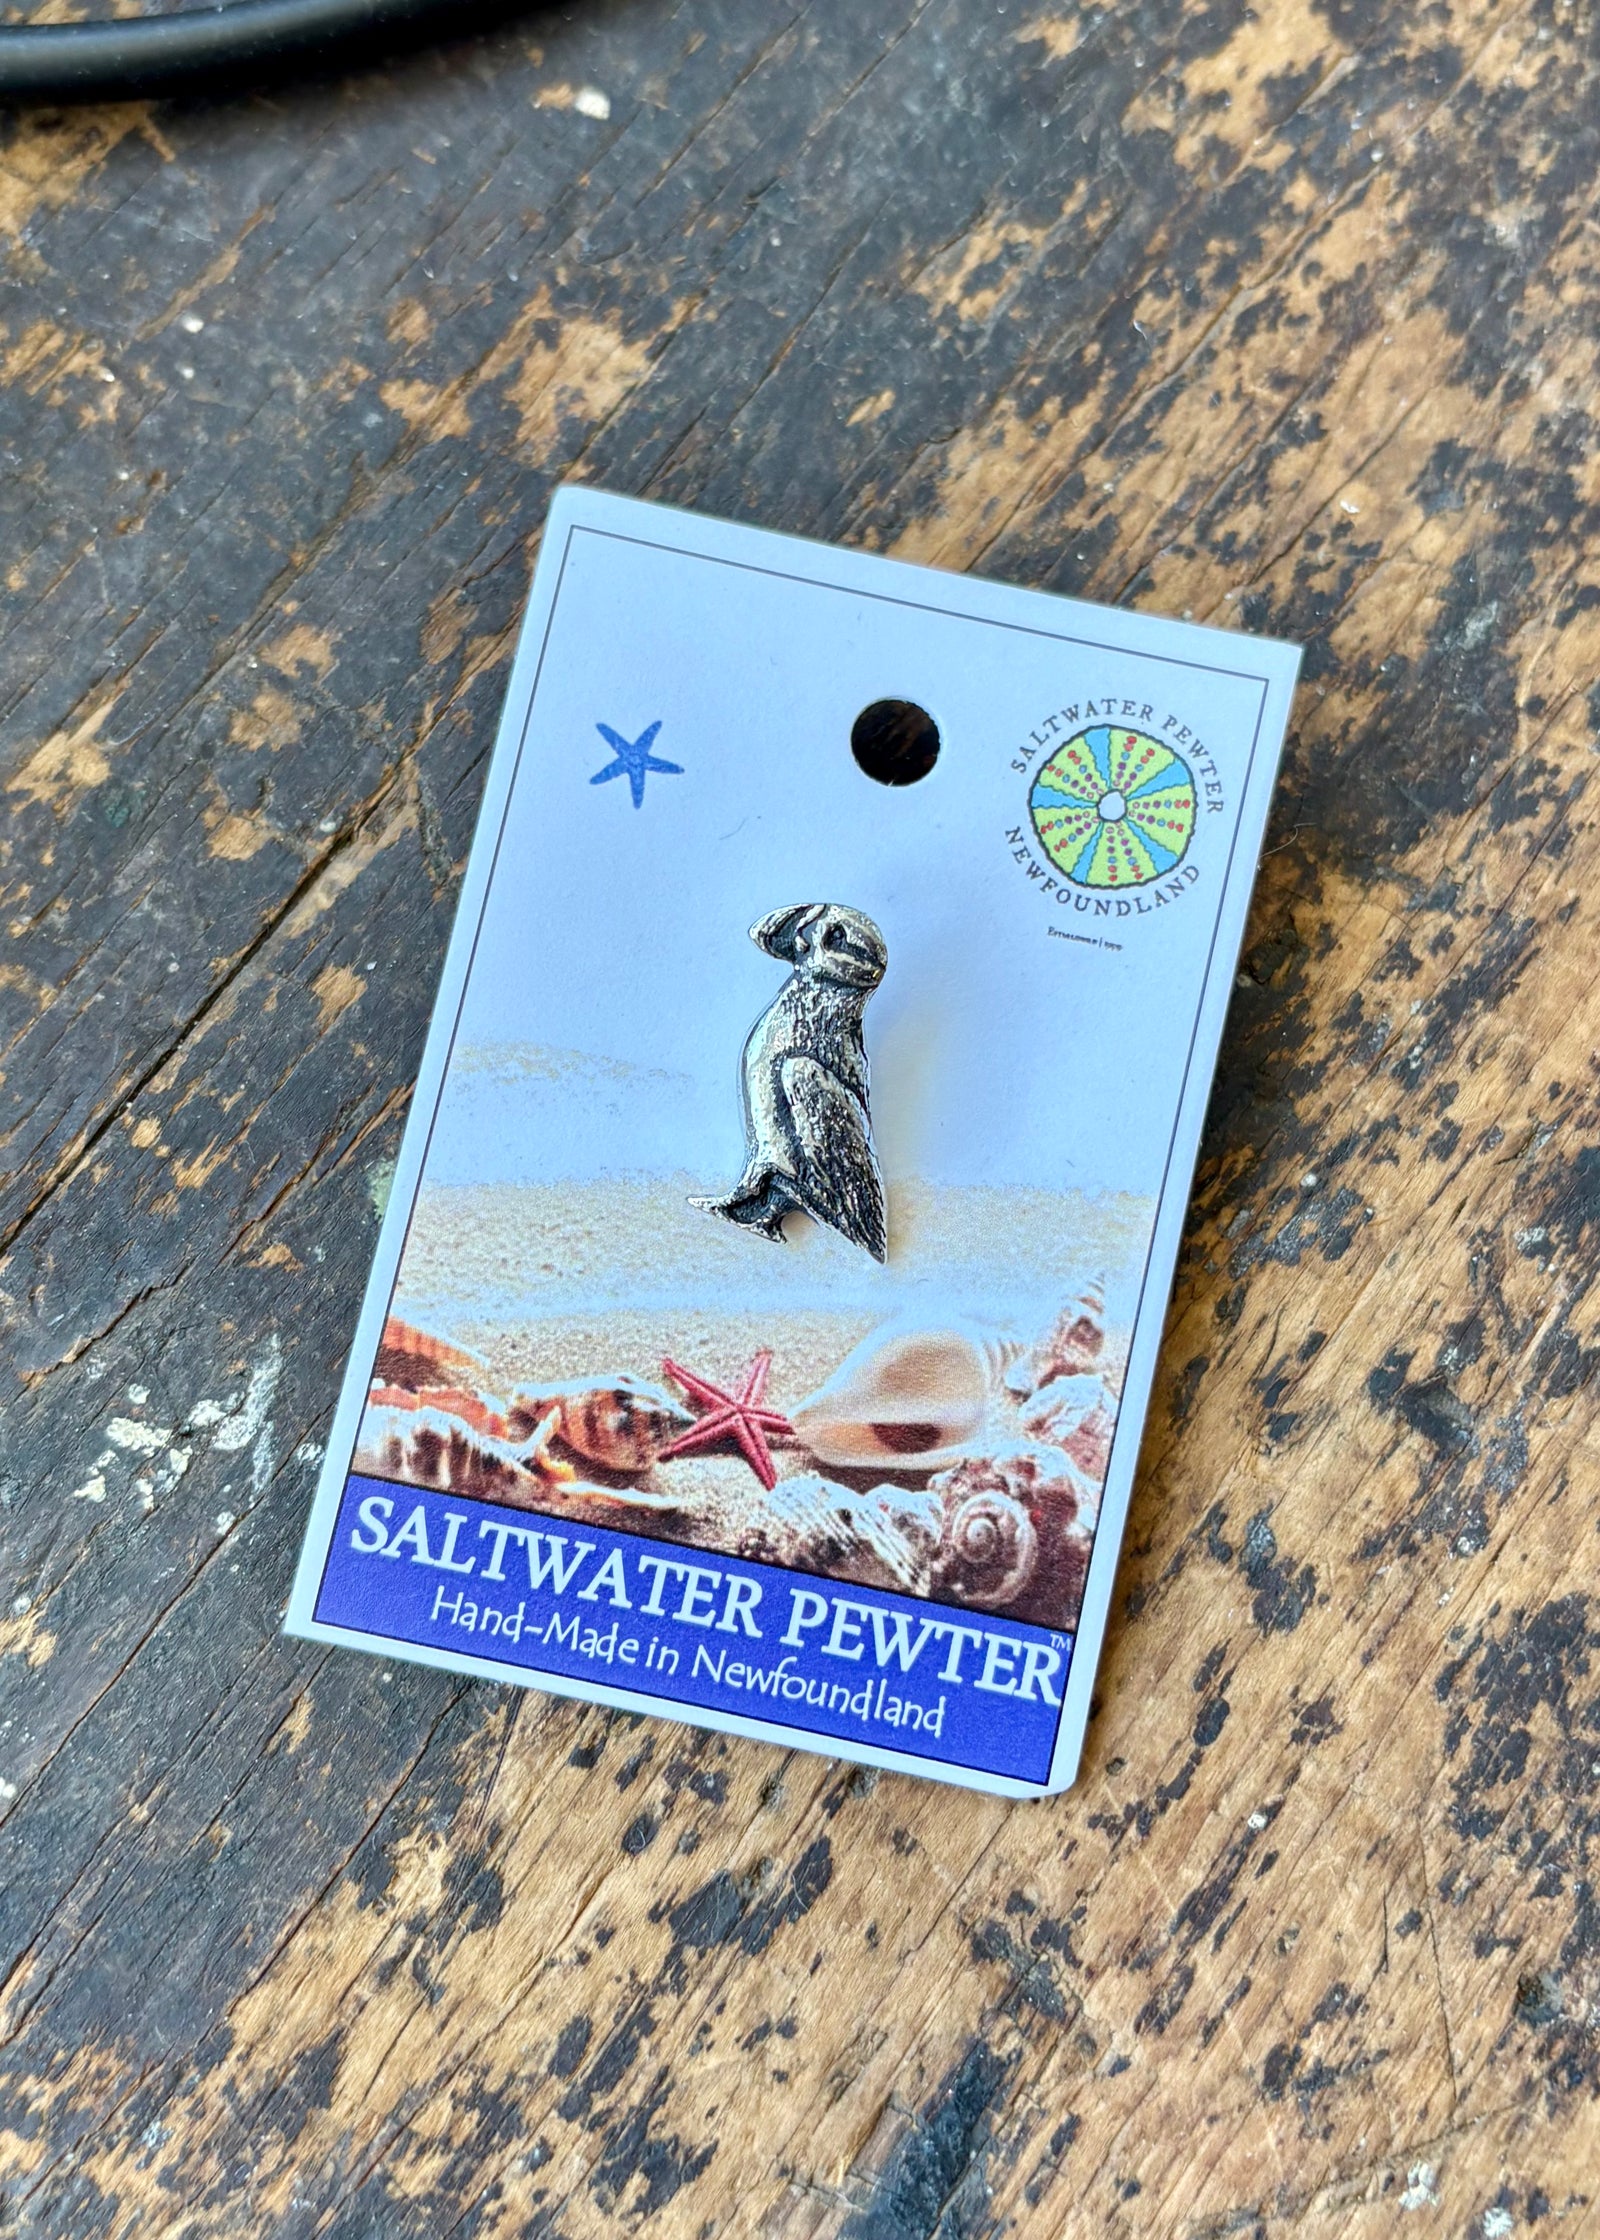 SALTWATER PEWTER
NEWFOUNDLAND
SALTWATER PEWTER™
Hand-Made in Newfoundland